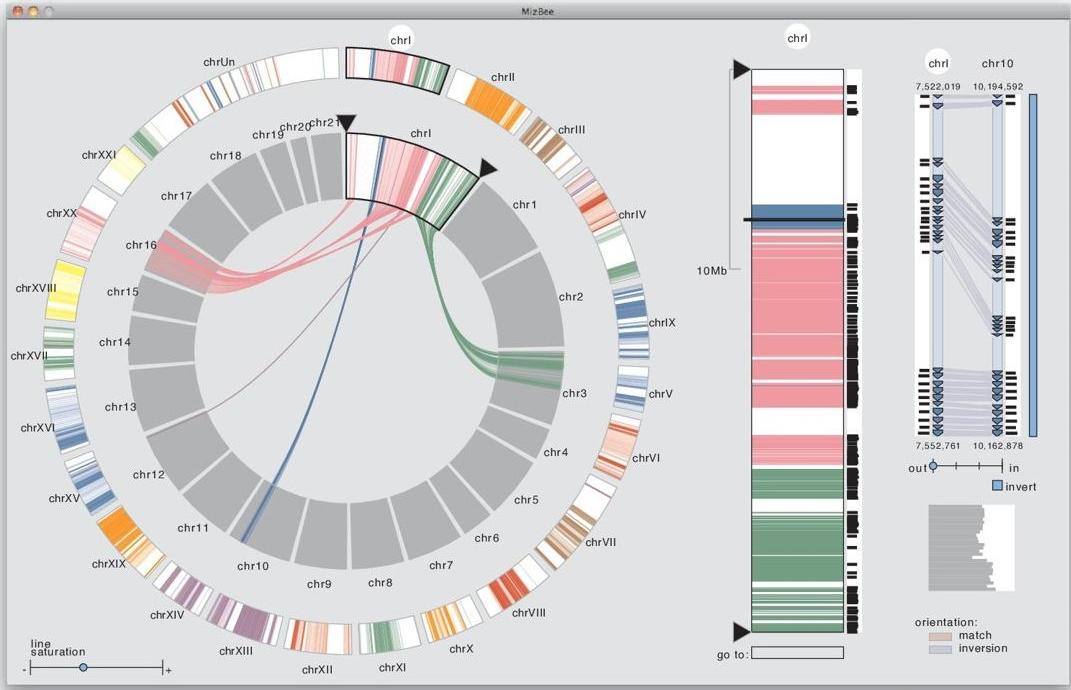 MizBee
chrI
chrII
chrIII
chrIV
chrIX
chrV
chrVI
chrVII
chrVIII
chrX
chrXI
chrXII
chrXIII
chrXIV
chrXIX
chrXV
chrXVI
chrXVII
chrXVIII
chrXX
chrXXI
chrUn
chrI
chr1
chr2
chr3
chr4
chr5
chr6
chr7
chr8
chr9
chr10
chr11
chr12
chr13
chr14
chr15
chr16
chr17
chr18
chr19
chr20
chr21
line
saturation
- +
chrI
10Mb
go to:
chrI chr10
7,522,019 10,194,592
7,552,761 10,162,878
out in
invert
orientation:
match
inversion